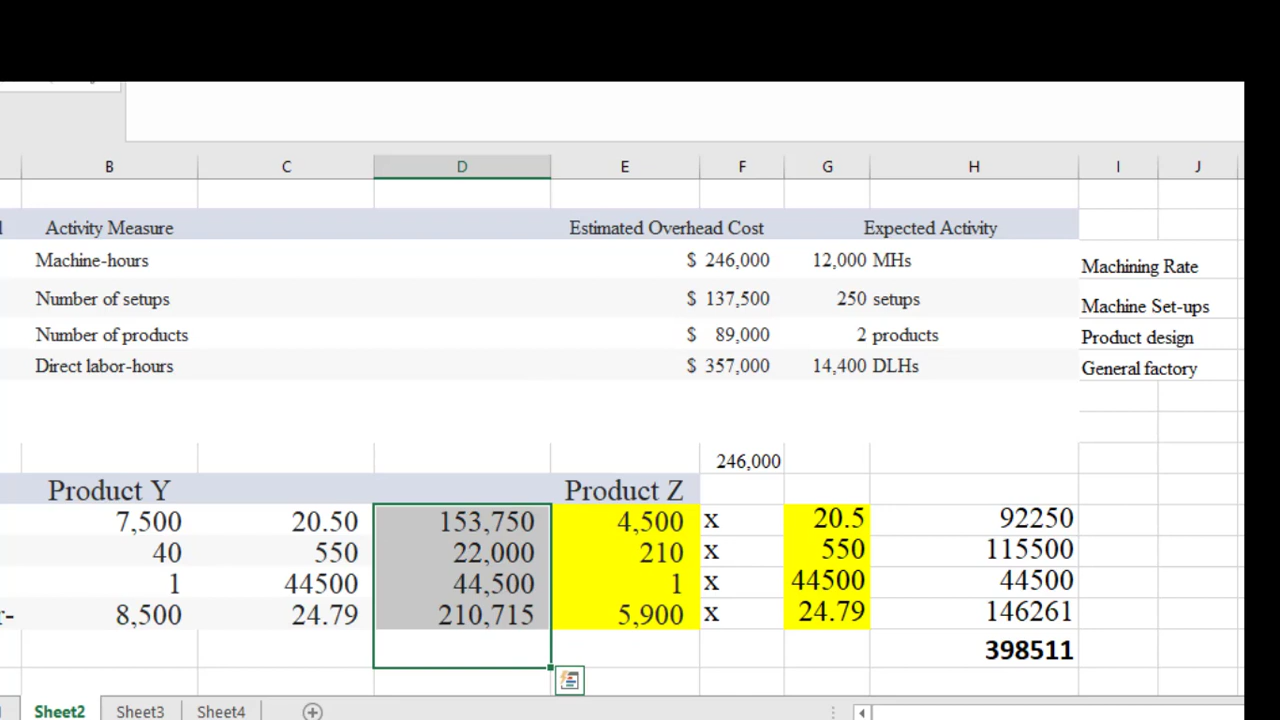 B C D E F G H I J
Activity Measure Estimated Overhead Cost Expected Activity
Machine-hours $ 246,000 12,000 MHs Machining Rate
Number of setups $ 137,500 250 setups Machine Set-ups
Number of products $ 89,000 2 products Product design
Direct labor-hours $ 357,000 14,400 DLHs General factory
246,000
Product Y Product Z
7,500 20.50 153,750 4,500 x 20.5 92250
40 550 22,000 210 x 550 115500
1 44500 44,500 1 x 44500 44500
r- 8,500 24.79 210,715 5,900 x 24.79 146261
398511
Sheet2 Sheet3 Sheet4